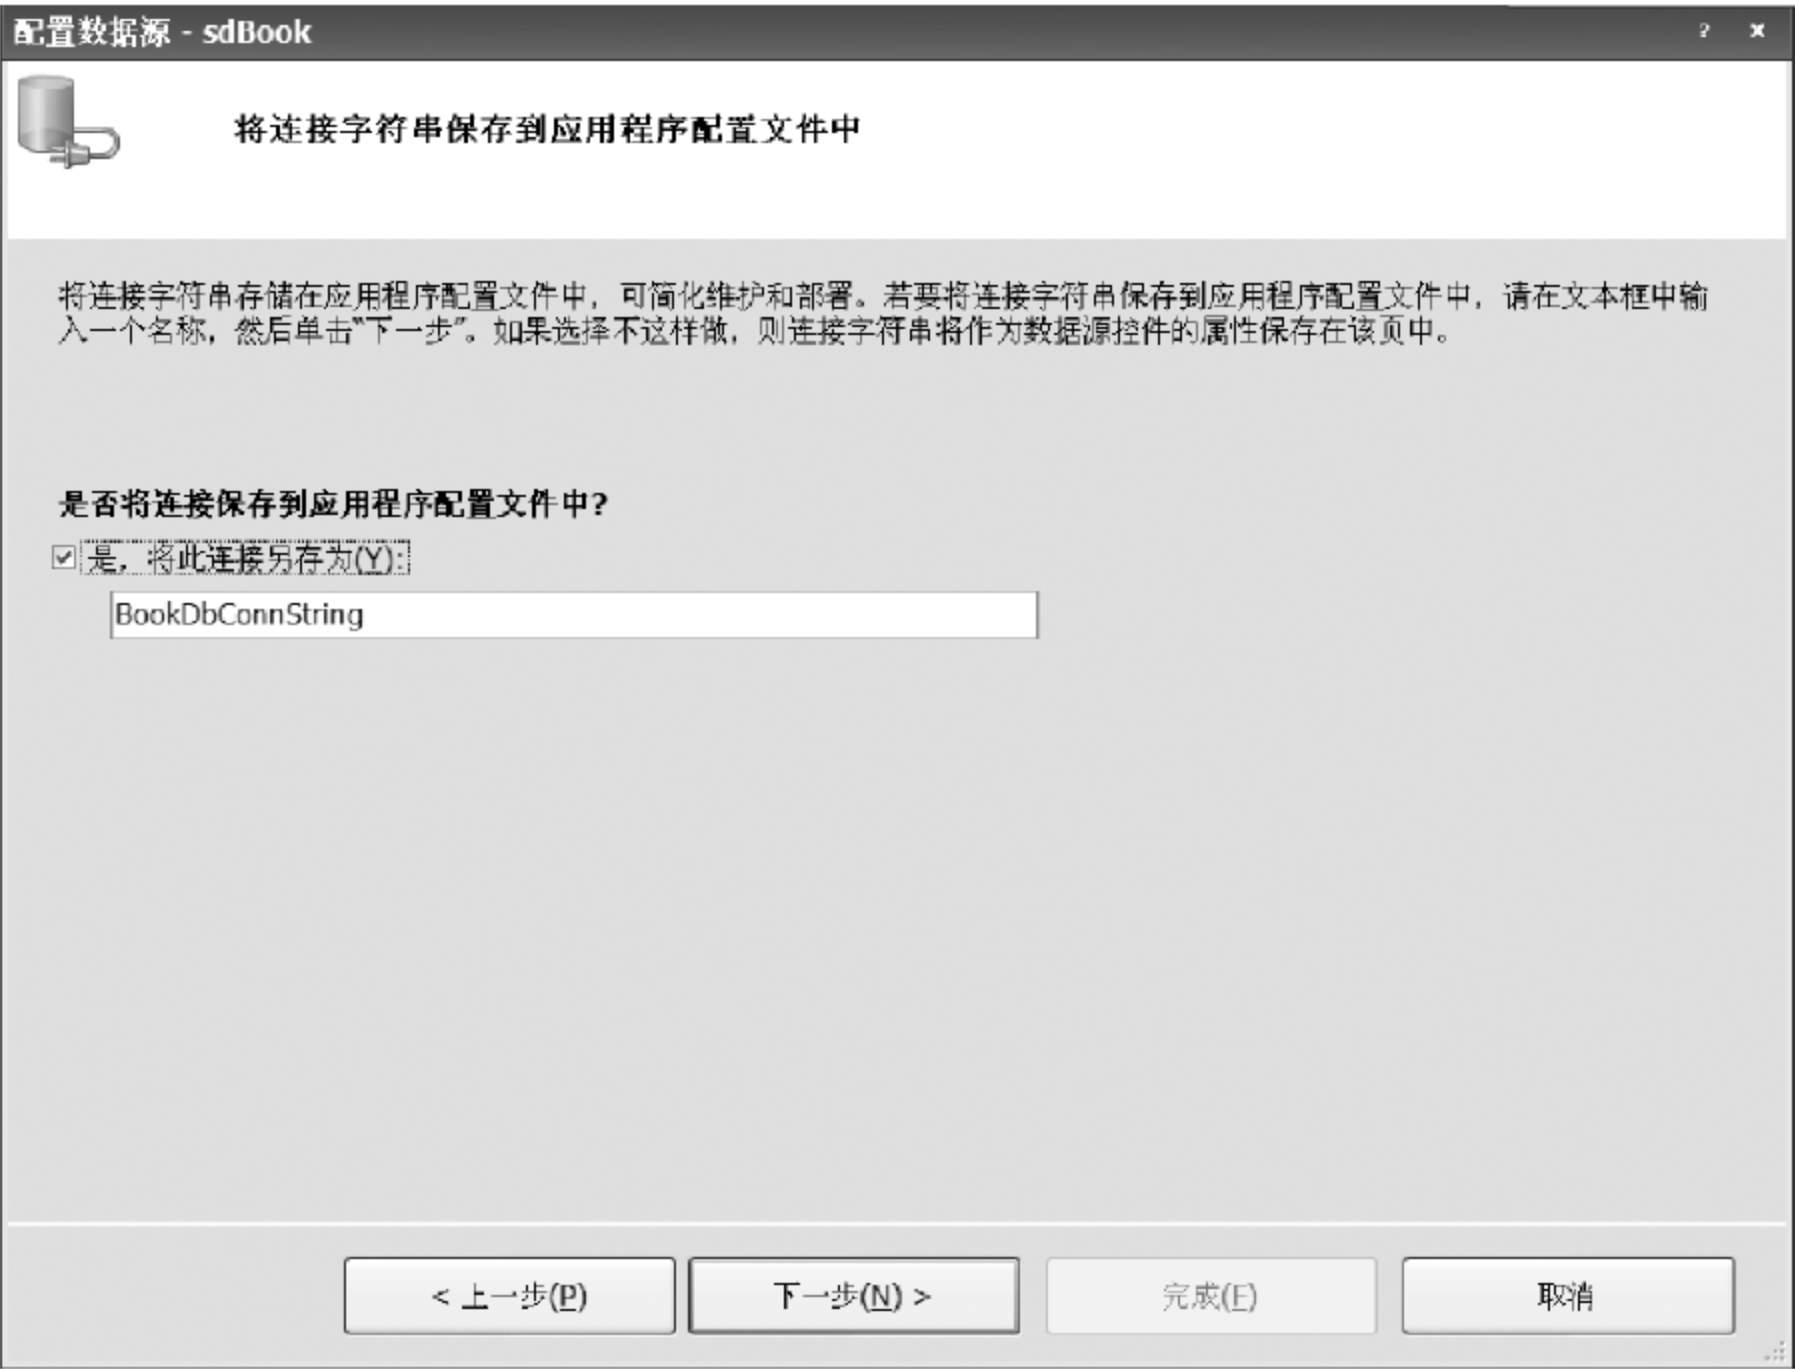 配置数据源 - sdBook
将连接字符串保存到应用程序配置文件中
将连接字符串存储在应用程序配置文件中，可简化维护和部署。若要将连接字符串保存到应用程序配置文件中，请在文本框中输
入一个名称，然后单击“下一步”。如果选择不这样做，则连接字符串将作为数据源控件的属性保存在该页中。
是否将连接保存到应用程序配置文件中?
是，将此连接另存为(Y):
BookDbConnString
< 上一步(P) 下一步(N) > 完成(F) 取消